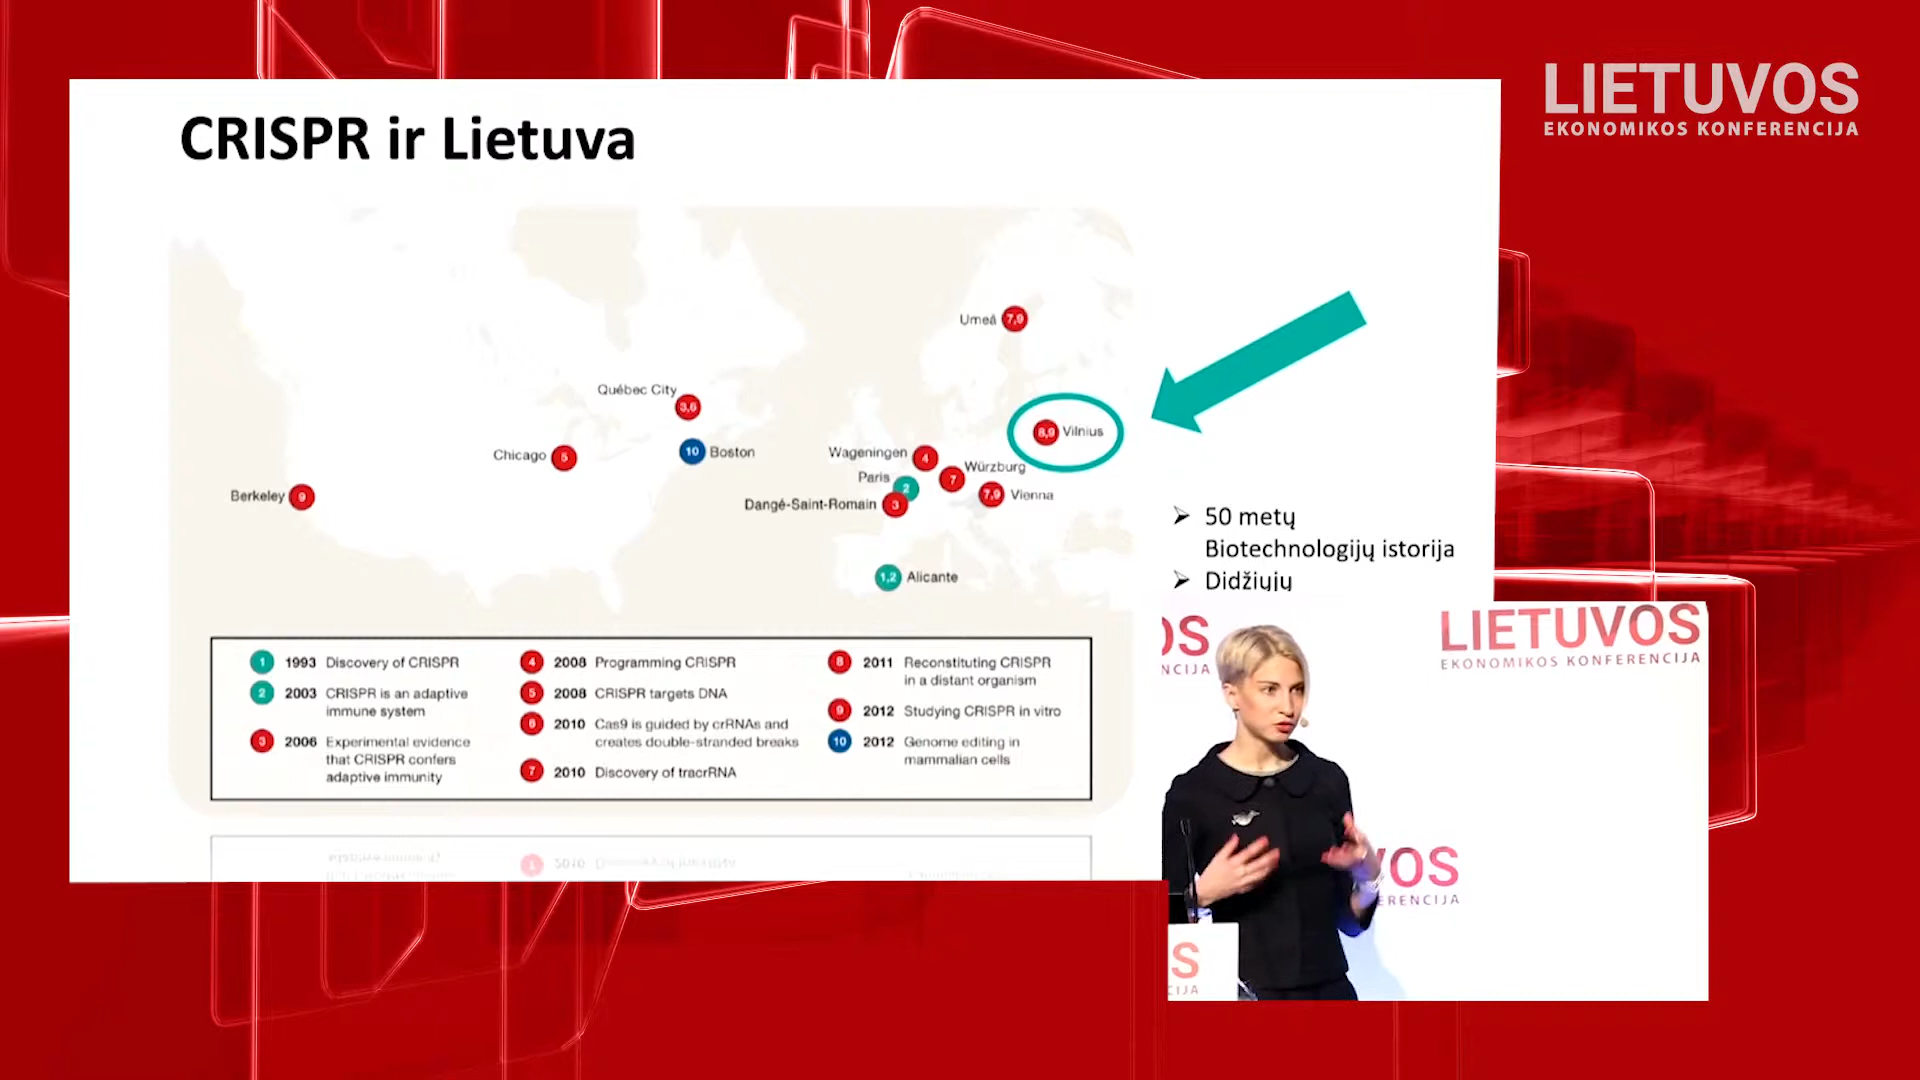 LIETUVOS
EKONOMIKOS KONFERENCIJA
CRISPR ir Lietuva
Umeå 7,9
Québec City
3,6
8,9 Vilnius
Chicago 5
10 Boston
Wageningen 4
Würzburg
7
Paris
2
Berkeley 9
7,9 Vienna
Dangé-Saint-Romain 3
1,2 Alicante
➢ 50 metų
Biotechnologijų istorija
➢ Didžiųjų
1 1993 Discovery of CRISPR
2 2003 CRISPR is an adaptive
immune system
3 2006 Experimental evidence
that CRISPR confers
adaptive immunity
4 2008 Programming CRISPR
5 2008 CRISPR targets DNA
6 2010 Cas9 is guided by crRNAs and
creates double-stranded breaks
7 2010 Discovery of tracrRNA
8 2011 Reconstituting CRISPR
in a distant organism
9 2012 Studying CRISPR in vitro
10 2012 Genome editing in
mammalian cells
OS
NCIJA
LIETUVOS
EKONOMIKOS KONFERENCIJA
VOS
FERENCIJA
S
CIJA